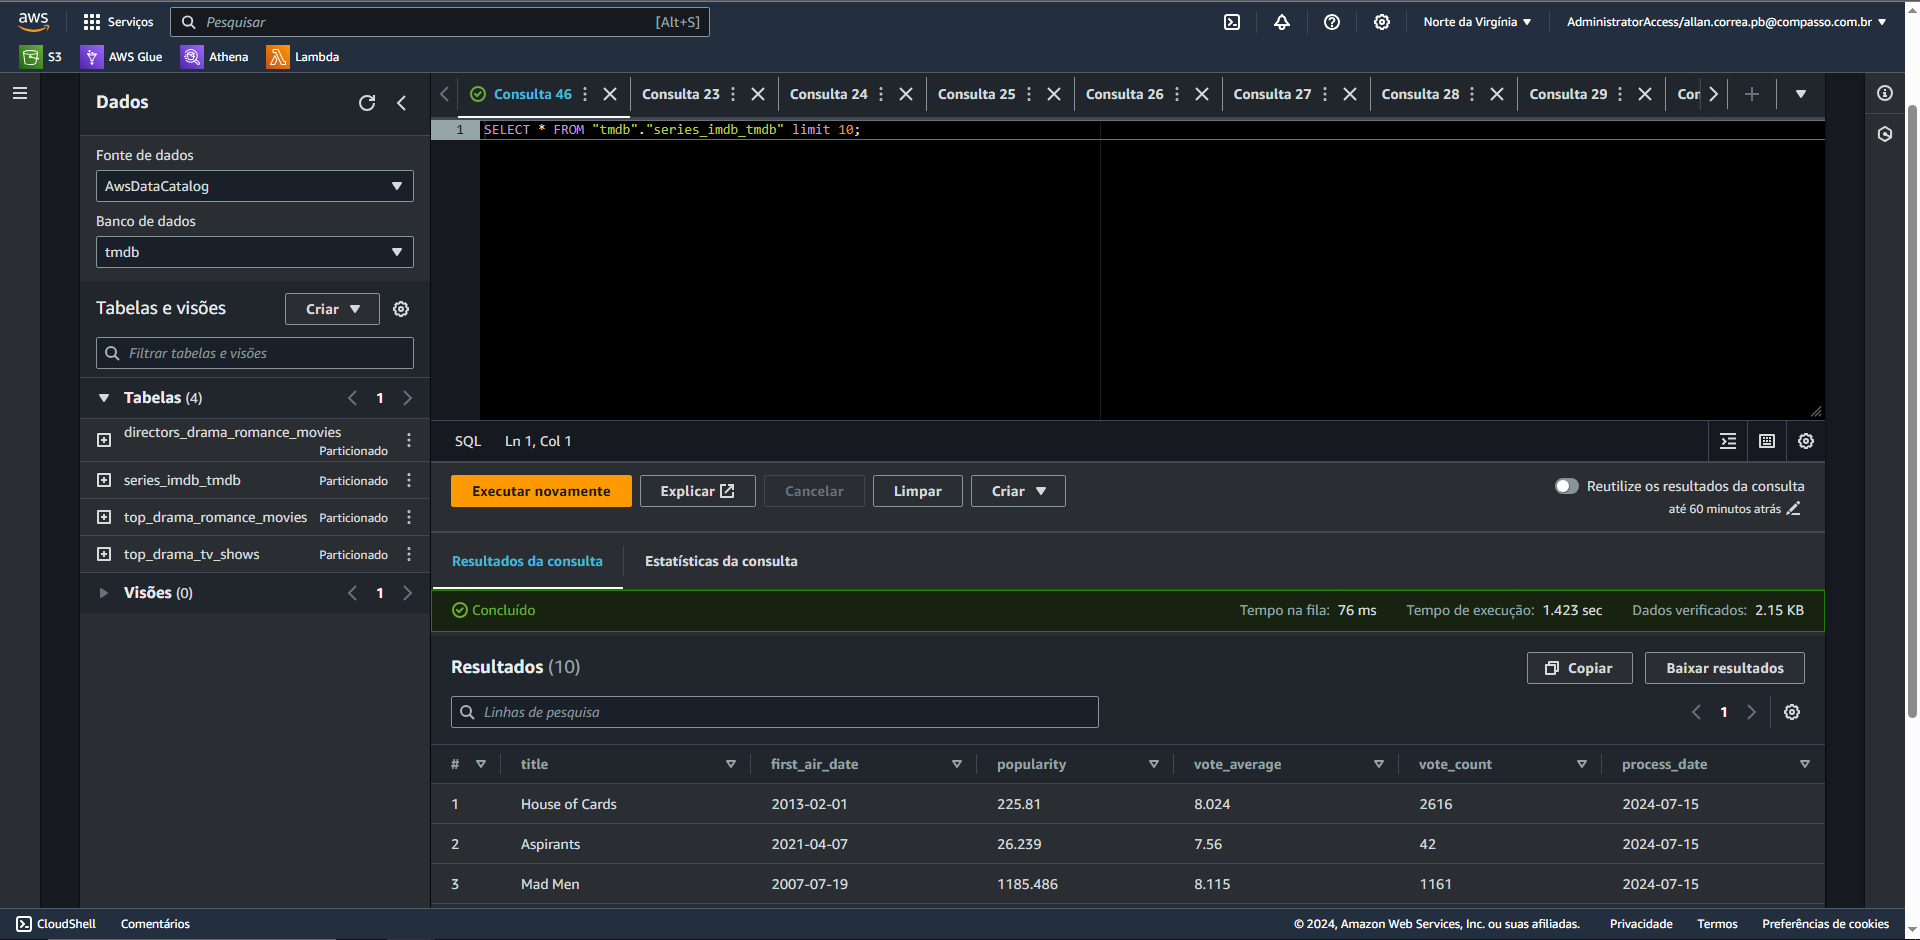 aws
Serviços
Pesquisar
[Alt+S]
Norte da Virgínia
AdministratorAccess/allan.correa.pb@compasso.com.br
S3
AWS Glue
Athena
Lambda
Dados
Fonte de dados
AwsDataCatalog
Banco de dados
tmdb
Tabelas e visões
Criar
Filtrar tabelas e visões
Tabelas (4)
1
directors_drama_romance_movies
Particionado
series_imdb_tmdb Particionado
top_drama_romance_movies Particionado
top_drama_tv_shows Particionado
Visões (0)
1
Consulta 46
Consulta 23
Consulta 24
Consulta 25
Consulta 26
Consulta 27
Consulta 28
Consulta 29
Cor
1 SELECT * FROM "tmdb"."series_imdb_tmdb" limit 10;
SQL Ln 1, Col 1
Executar novamente
Explicar
Cancelar
Limpar
Criar
Reutilize os resultados da consulta
até 60 minutos atrás
Resultados da consulta
Estatísticas da consulta
Concluído
Tempo na fila: 76 ms
Tempo de execução: 1.423 sec
Dados verificados: 2.15 KB
Resultados (10)
Copiar
Baixar resultados
Linhas de pesquisa
1
# title first_air_date popularity vote_average vote_count process_date
1 House of Cards 2013-02-01 225.81 8.024 2616 2024-07-15
2 Aspirants 2021-04-07 26.239 7.56 42 2024-07-15
3 Mad Men 2007-07-19 1185.486 8.115 1161 2024-07-15
CloudShell
Comentários
© 2024, Amazon Web Services, Inc. ou suas afiliadas.
Privacidade
Termos
Preferências de cookies